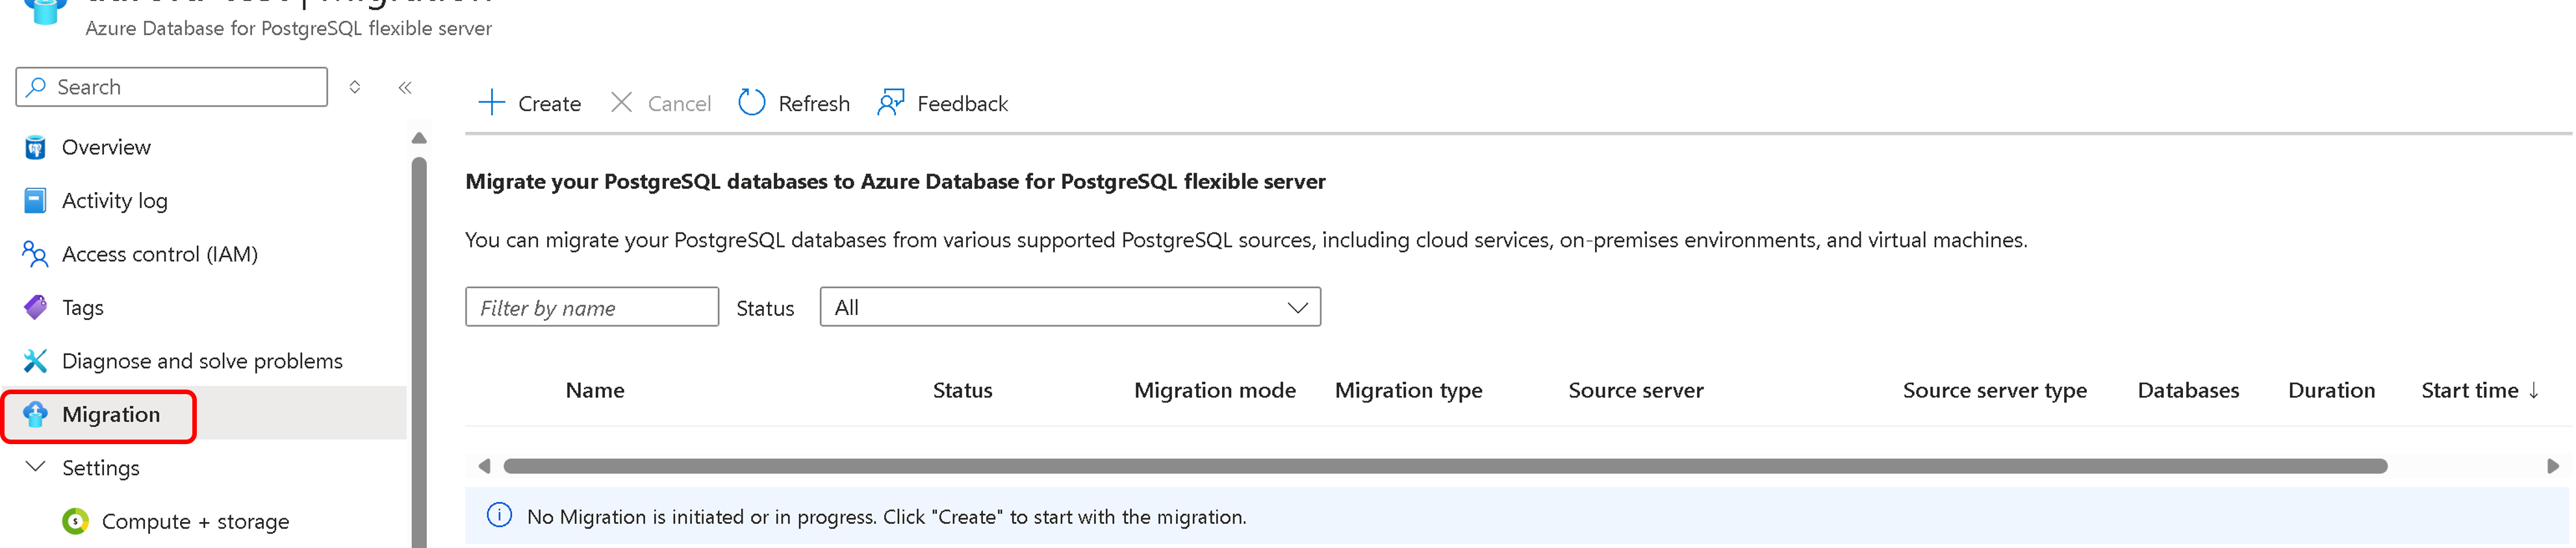 Azure Database for PostgreSQL flexible server
Search
Overview
Activity log
Access control (IAM)
Tags
Diagnose and solve problems
Migration
Settings
Compute + storage
Create Cancel Refresh Feedback
Migrate your PostgreSQL databases to Azure Database for PostgreSQL flexible server
You can migrate your PostgreSQL databases from various supported PostgreSQL sources, including cloud services, on-premises environments, and virtual machines.
Filter by name Status All
Name Status Migration mode Migration type Source server Source server type Databases Duration Start time ↓
No Migration is initiated or in progress. Click "Create" to start with the migration.